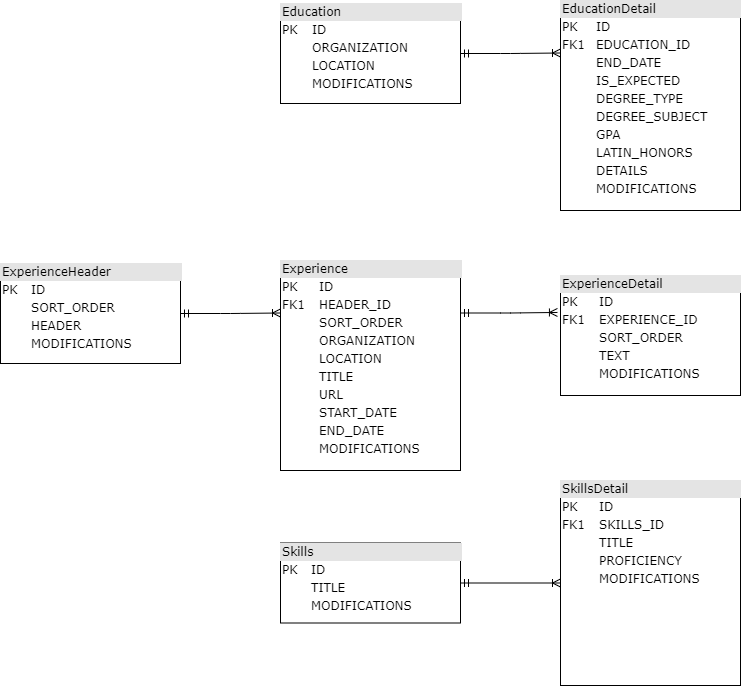 Education
PK ID
ORGANIZATION
LOCATION
MODIFICATIONS
EducationDetail
PK ID
FK1 EDUCATION_ID
END_DATE
IS_EXPECTED
DEGREE_TYPE
DEGREE_SUBJECT
GPA
LATIN_HONORS
DETAILS
MODIFICATIONS
ExperienceHeader
PK ID
SORT_ORDER
HEADER
MODIFICATIONS
Experience
PK ID
FK1 HEADER_ID
SORT_ORDER
ORGANIZATION
LOCATION
TITLE
URL
START_DATE
END_DATE
MODIFICATIONS
ExperienceDetail
PK ID
FK1 EXPERIENCE_ID
SORT_ORDER
TEXT
MODIFICATIONS
Skills
PK ID
TITLE
MODIFICATIONS
SkillsDetail
PK ID
FK1 SKILLS_ID
TITLE
PROFICIENCY
MODIFICATIONS